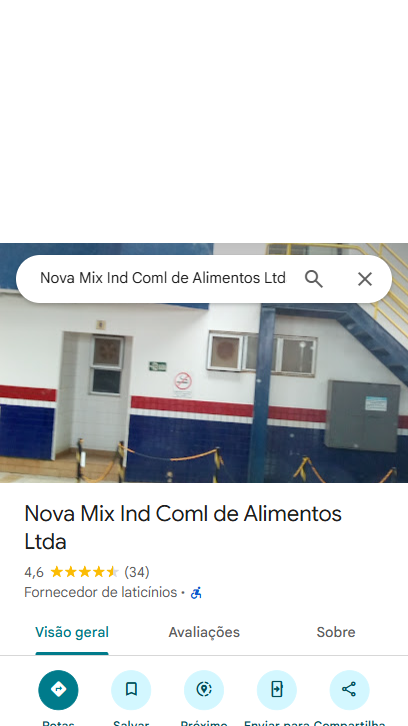 Nova Mix Ind Coml de Alimentos Ltd
Nova Mix Ind Coml de Alimentos
Ltda
4,6 (34)
Fornecedor de laticínios ·
Visão geral Avaliações Sobre
Rotas Salvar Próximo Enviar para Compartilha